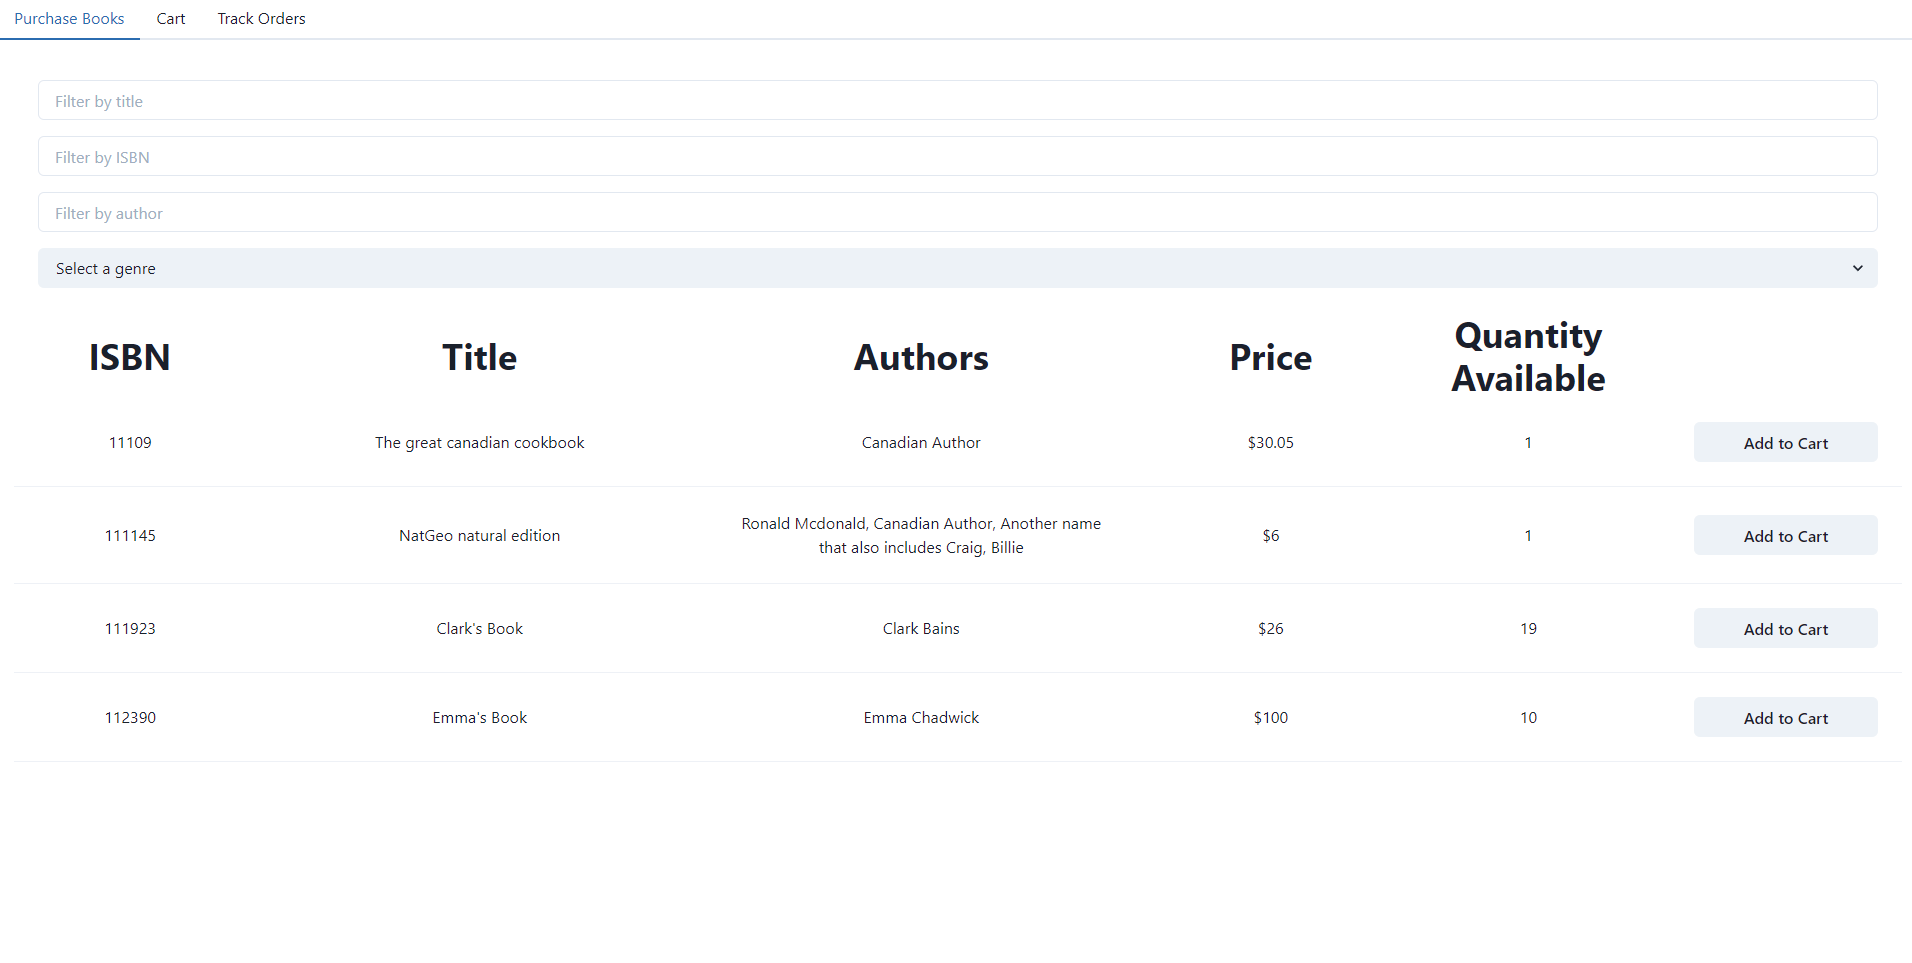 Purchase Books Cart Track Orders
Filter by title
Filter by ISBN
Filter by author
Select a genre
ISBN Title Authors Price Quantity Available
11109 The great canadian cookbook Canadian Author $30.05 1 Add to Cart
111145 NatGeo natural edition Ronald Mcdonald, Canadian Author, Another name that also includes Craig, Billie $6 1 Add to Cart
111923 Clark's Book Clark Bains $26 19 Add to Cart
112390 Emma's Book Emma Chadwick $100 10 Add to Cart